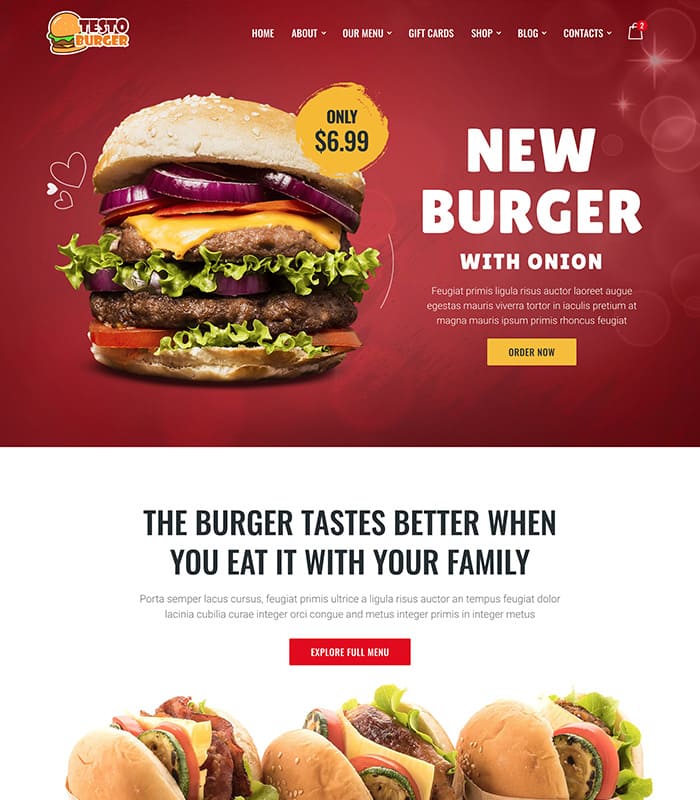 TESTO
BURGER
HOME ABOUT OUR MENU GIFT CARDS SHOP BLOG CONTACTS 2
ONLY
$6.99
NEW
BURGER
WITH ONION
Feugiat primis ligula risus auctor laoreet augue
egestas mauris viverra tortor in iaculis pretium at
magna mauris ipsum primis rhoncus feugiat
ORDER NOW
THE BURGER TASTES BETTER WHEN
YOU EAT IT WITH YOUR FAMILY
Porta semper lacus cursus, feugiat primis ultrice a ligula risus auctor an tempus feugiat dolor
lacinia cubilia curae integer orci congue and metus integer primis in integer metus
EXPLORE FULL MENU